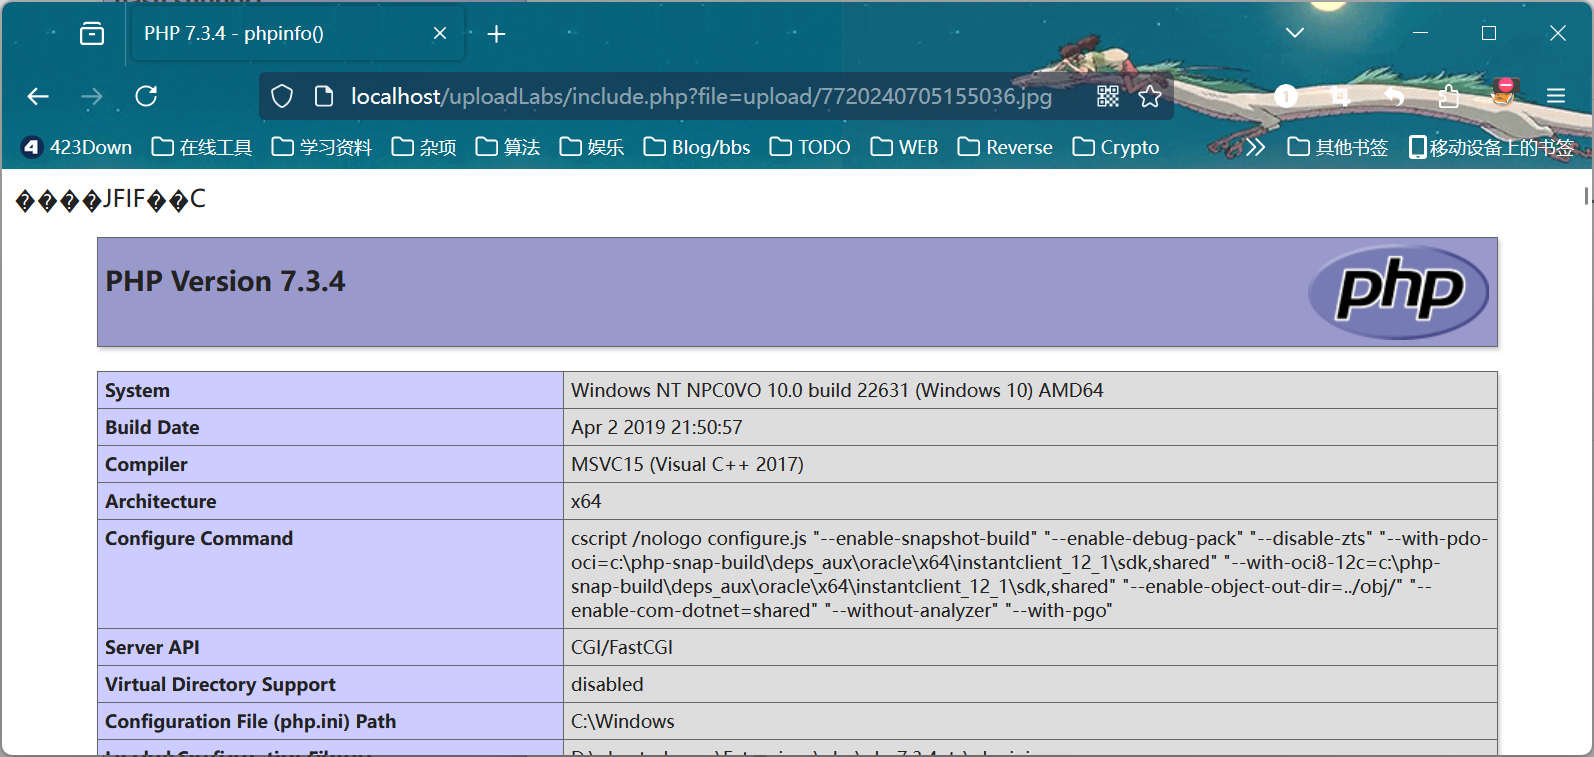 PHP 7.3.4 - phpinfo()
localhost/uploadLabs/include.php?file=upload/7720240705155036.jpg
423Down 在线工具 学习资料 杂项 算法 娱乐 Blog/bbs TODO WEB Reverse Crypto 其他书签 移动设备上的书签
����JFIF��C
PHP Version 7.3.4
php
System Windows NT NPC0VO 10.0 build 22631 (Windows 10) AMD64
Build Date Apr 2 2019 21:50:57
Compiler MSVC15 (Visual C++ 2017)
Architecture x64
Configure Command cscript /nologo configure.js "--enable-snapshot-build" "--enable-debug-pack" "--disable-zts" "--with-pdo-
oci=c:\php-snap-build\deps_aux\oracle\x64\instantclient_12_1\sdk,shared" "--with-oci8-12c=c:\php-
snap-build\deps_aux\oracle\x64\instantclient_12_1\sdk,shared" "--enable-object-out-dir=../obj/" "--
enable-com-dotnet=shared" "--without-analyzer" "--with-pgo"
Server API CGI/FastCGI
Virtual Directory Support disabled
Configuration File (php.ini) Path C:\Windows